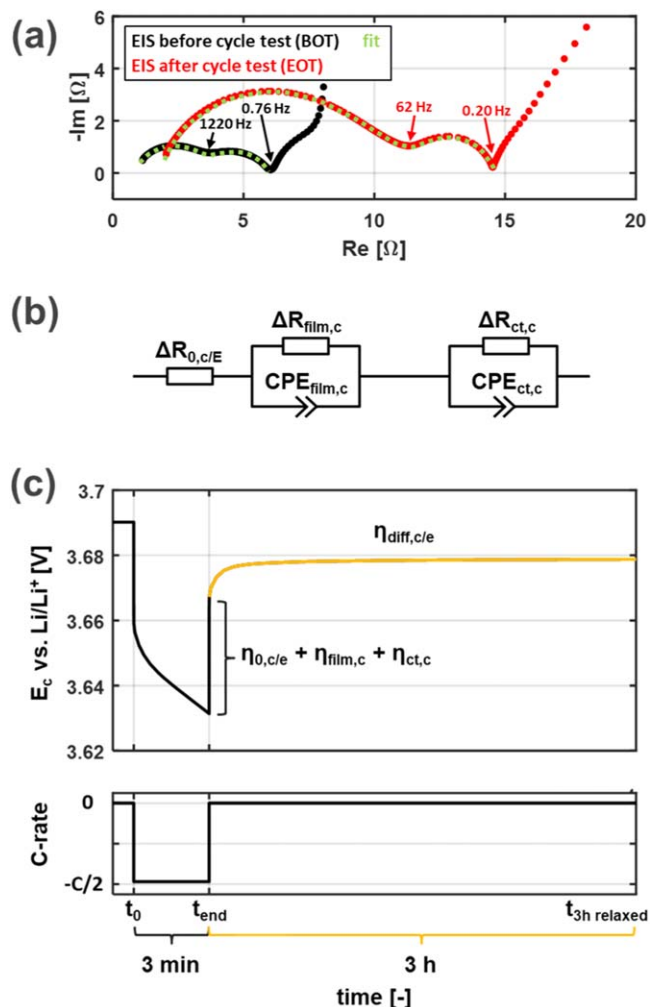 (a)
EIS before cycle test (BOT) fit
EIS after cycle test (EOT)
1220 Hz
0.76 Hz
62 Hz
0.20 Hz
-Im [Ω]
6
4
2
0
0 5 10 15 20
Re [Ω]
(b)
ΔR0,c/E
ΔRfilm,c
CPEfilm,c
ΔRct,c
CPEct,c
(c)
Ec vs. Li/Li+ [V]
3.7
3.68
3.66
3.64
3.62
ηdiff,c/e
η0,c/e + ηfilm,c + ηct,c
C-rate
0
-C/2
t0 tend t3h relaxed
3 min 3 h
time [-]